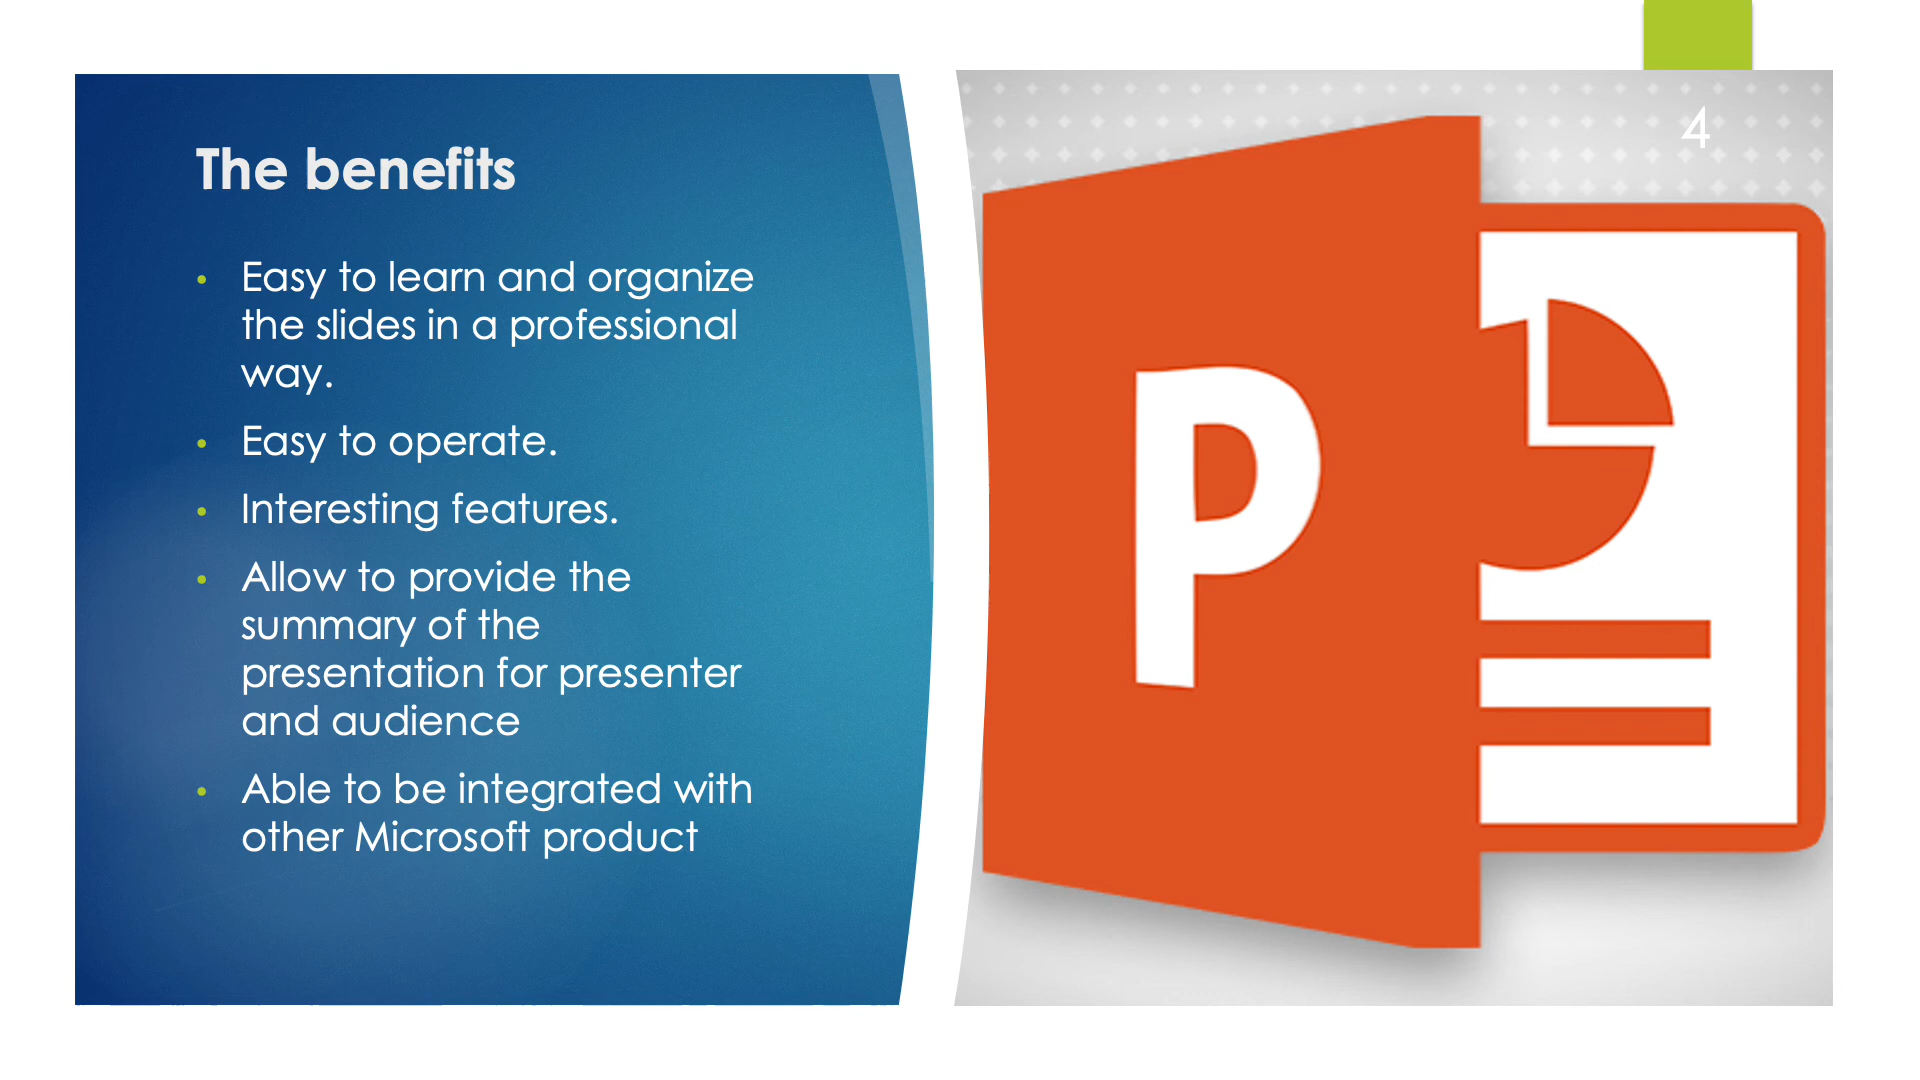 4
The benefits
• Easy to learn and organize
the slides in a professional
way.
• Easy to operate.
• Interesting features.
• Allow to provide the
summary of the
presentation for presenter
and audience
• Able to be integrated with
other Microsoft product
P